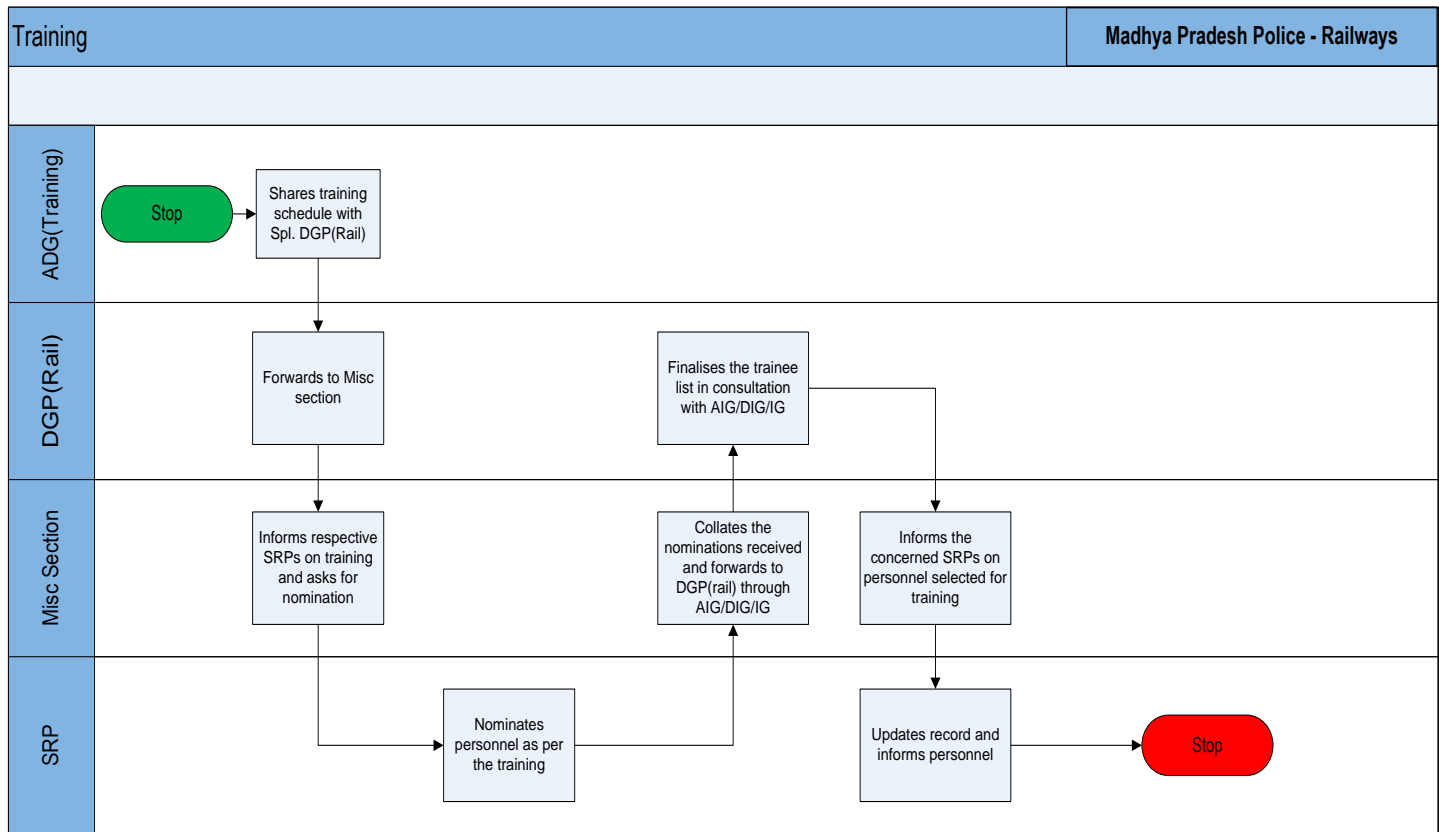 Training
Madhya Pradesh Police - Railways
ADG(Training)
Stop
Shares training
schedule with
Spl. DGP(Rail)
DGP(Rail)
Forwards to Misc
section
Finalises the trainee
list in consultation
with AIG/DIG/IG
Misc Section
Informs respective
SRPs on training
and asks for
nomination
Collates the
nominations received
and forwards to
DGP(rail) through
AIG/DIG/IG
Informs the
concerned SRPs on
personnel selected for
training
SRP
Nominates
personnel as per
the training
Updates record and
informs personnel
Stop